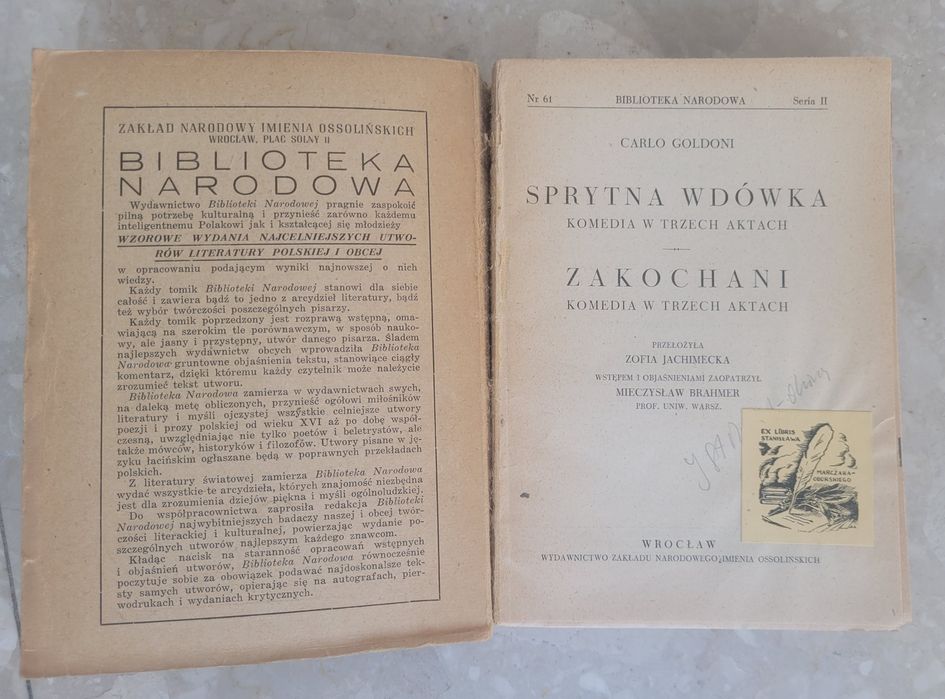 ZAKŁAD NARODOWY IMIENIA OSSOLIŃSKICH
WROCŁAW, PLAC SOLNY 11
BIBLIOTEKA
NARODOWA
Wydawnictwo Biblioteki Narodowej pragnie zaspokoić
pilną potrzebę kulturalną i przynieść zarówno każdemu
inteligentnemu Polakowi jak i kształcącej się młodzieży
WZOROWE WYDANIA NAJCELNIEJSZYCH UTWO-
RÓW LITERATURY POLSKIEJ I OBCEJ
w opracowaniu podającym wyniki najnowszej o nich
wiedzy.
Każdy tomik Biblioteki Narodowej stanowi dla siebie
całość i zawiera bądź to jedno z arcydzieł literatury, bądź
też wybór twórczości poszczególnych pisarzy.
Każdy tomik poprzedzony jest rozprawą wstępną, oma-
wiającą na szerokim tle porównawczym, w sposób nauko-
wy, ale jasny i przystępny, utwór danego pisarza. Śladem
najlepszych wydawnictw obcych wprowadziła Biblioteka
Narodowa gruntowne objaśnienia tekstu, stanowiące ciągły
komentarz, dzięki któremu każdy czytelnik może należycie
zrozumieć tekst utworu.
Biblioteka Narodowa zamierza w wydawnictwach swych,
na daleką metę obliczonych, przynieść ogółowi miłośników
literatury i myśli ojczystej wszystkie celniejsze utwory
poezji i prozy polskiej od wieku XVI aż po dobę współ-
czesną, uwzględniając nie tylko poetów i beletrystów, ale
także mówców, historyków i filozofów. Utwory pisane w ję-
zyku łacińskim ogłaszane będą w poprawnych przekładach
polskich.
Z literatury światowej zamierza Biblioteka Narodowa
wydać wszystkie te arcydzieła, których znajomość niezbędna
jest dla zrozumienia dziejów piękna i myśli ogólnoludzkiej.
Do współpracownictwa zaprosiła redakcja Biblioteki
Narodowej najwybitniejszych badaczy naszej i obcej twór-
czości literackiej i kulturalnej, powierzając wydanie po-
szczególnych utworów najlepszym każdego znawcom.
Kładąc nacisk na staranność opracowań wstępnych
i objaśnień utworów, Biblioteka Narodowa równocześnie
poczytuje sobie za obowiązek podawać najdoskonalsze tek-
sty samych utworów, opierając się na autografach, pier-
wodrukach i wydaniach krytycznych.
Nr 61 BIBLIOTEKA NARODOWA Seria II
CARLO GOLDONI
SPRYTNA WDÓWKA
KOMEDIA W TRZECH AKTACH
ZAKOCHANI
KOMEDIA W TRZECH AKTACH
PRZEŁOŻYŁA
ZOFIA JACHIMECKA
WSTĘPEM I OBJAŚNIENIAMI ZAOPATRZYŁ
MIECZYSŁAW BRAHMER
PROF. UNIW. WARSZ.
EX LIBRIS
STANISŁAWA
MARCZAKA-
OBORSKIEGO
WROCŁAW
WYDAWNICTWO ZAKŁADU NARODOWEGO IMIENIA OSSOLIŃSKICH